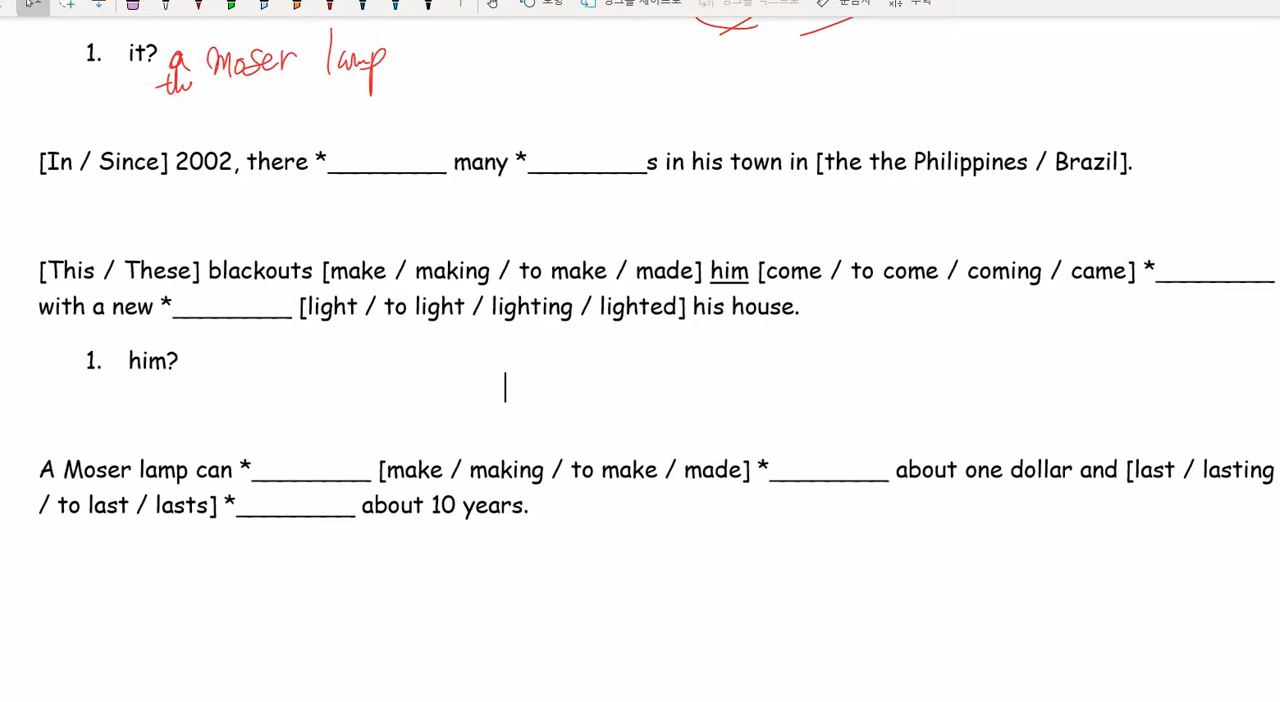 1. it? a Moser lamp
the
[In / Since] 2002, there *_________ many *_________s in his town in [the the Philippines / Brazil].
[This / These] blackouts [make / making / to make / made] him [come / to come / coming / came] *_________
with a new *_________ [light / to light / lighting / lighted] his house.
1. him?
A Moser lamp can *_________ [make / making / to make / made] *_________ about one dollar and [last / lasting
/ to last / lasts] *_________ about 10 years.